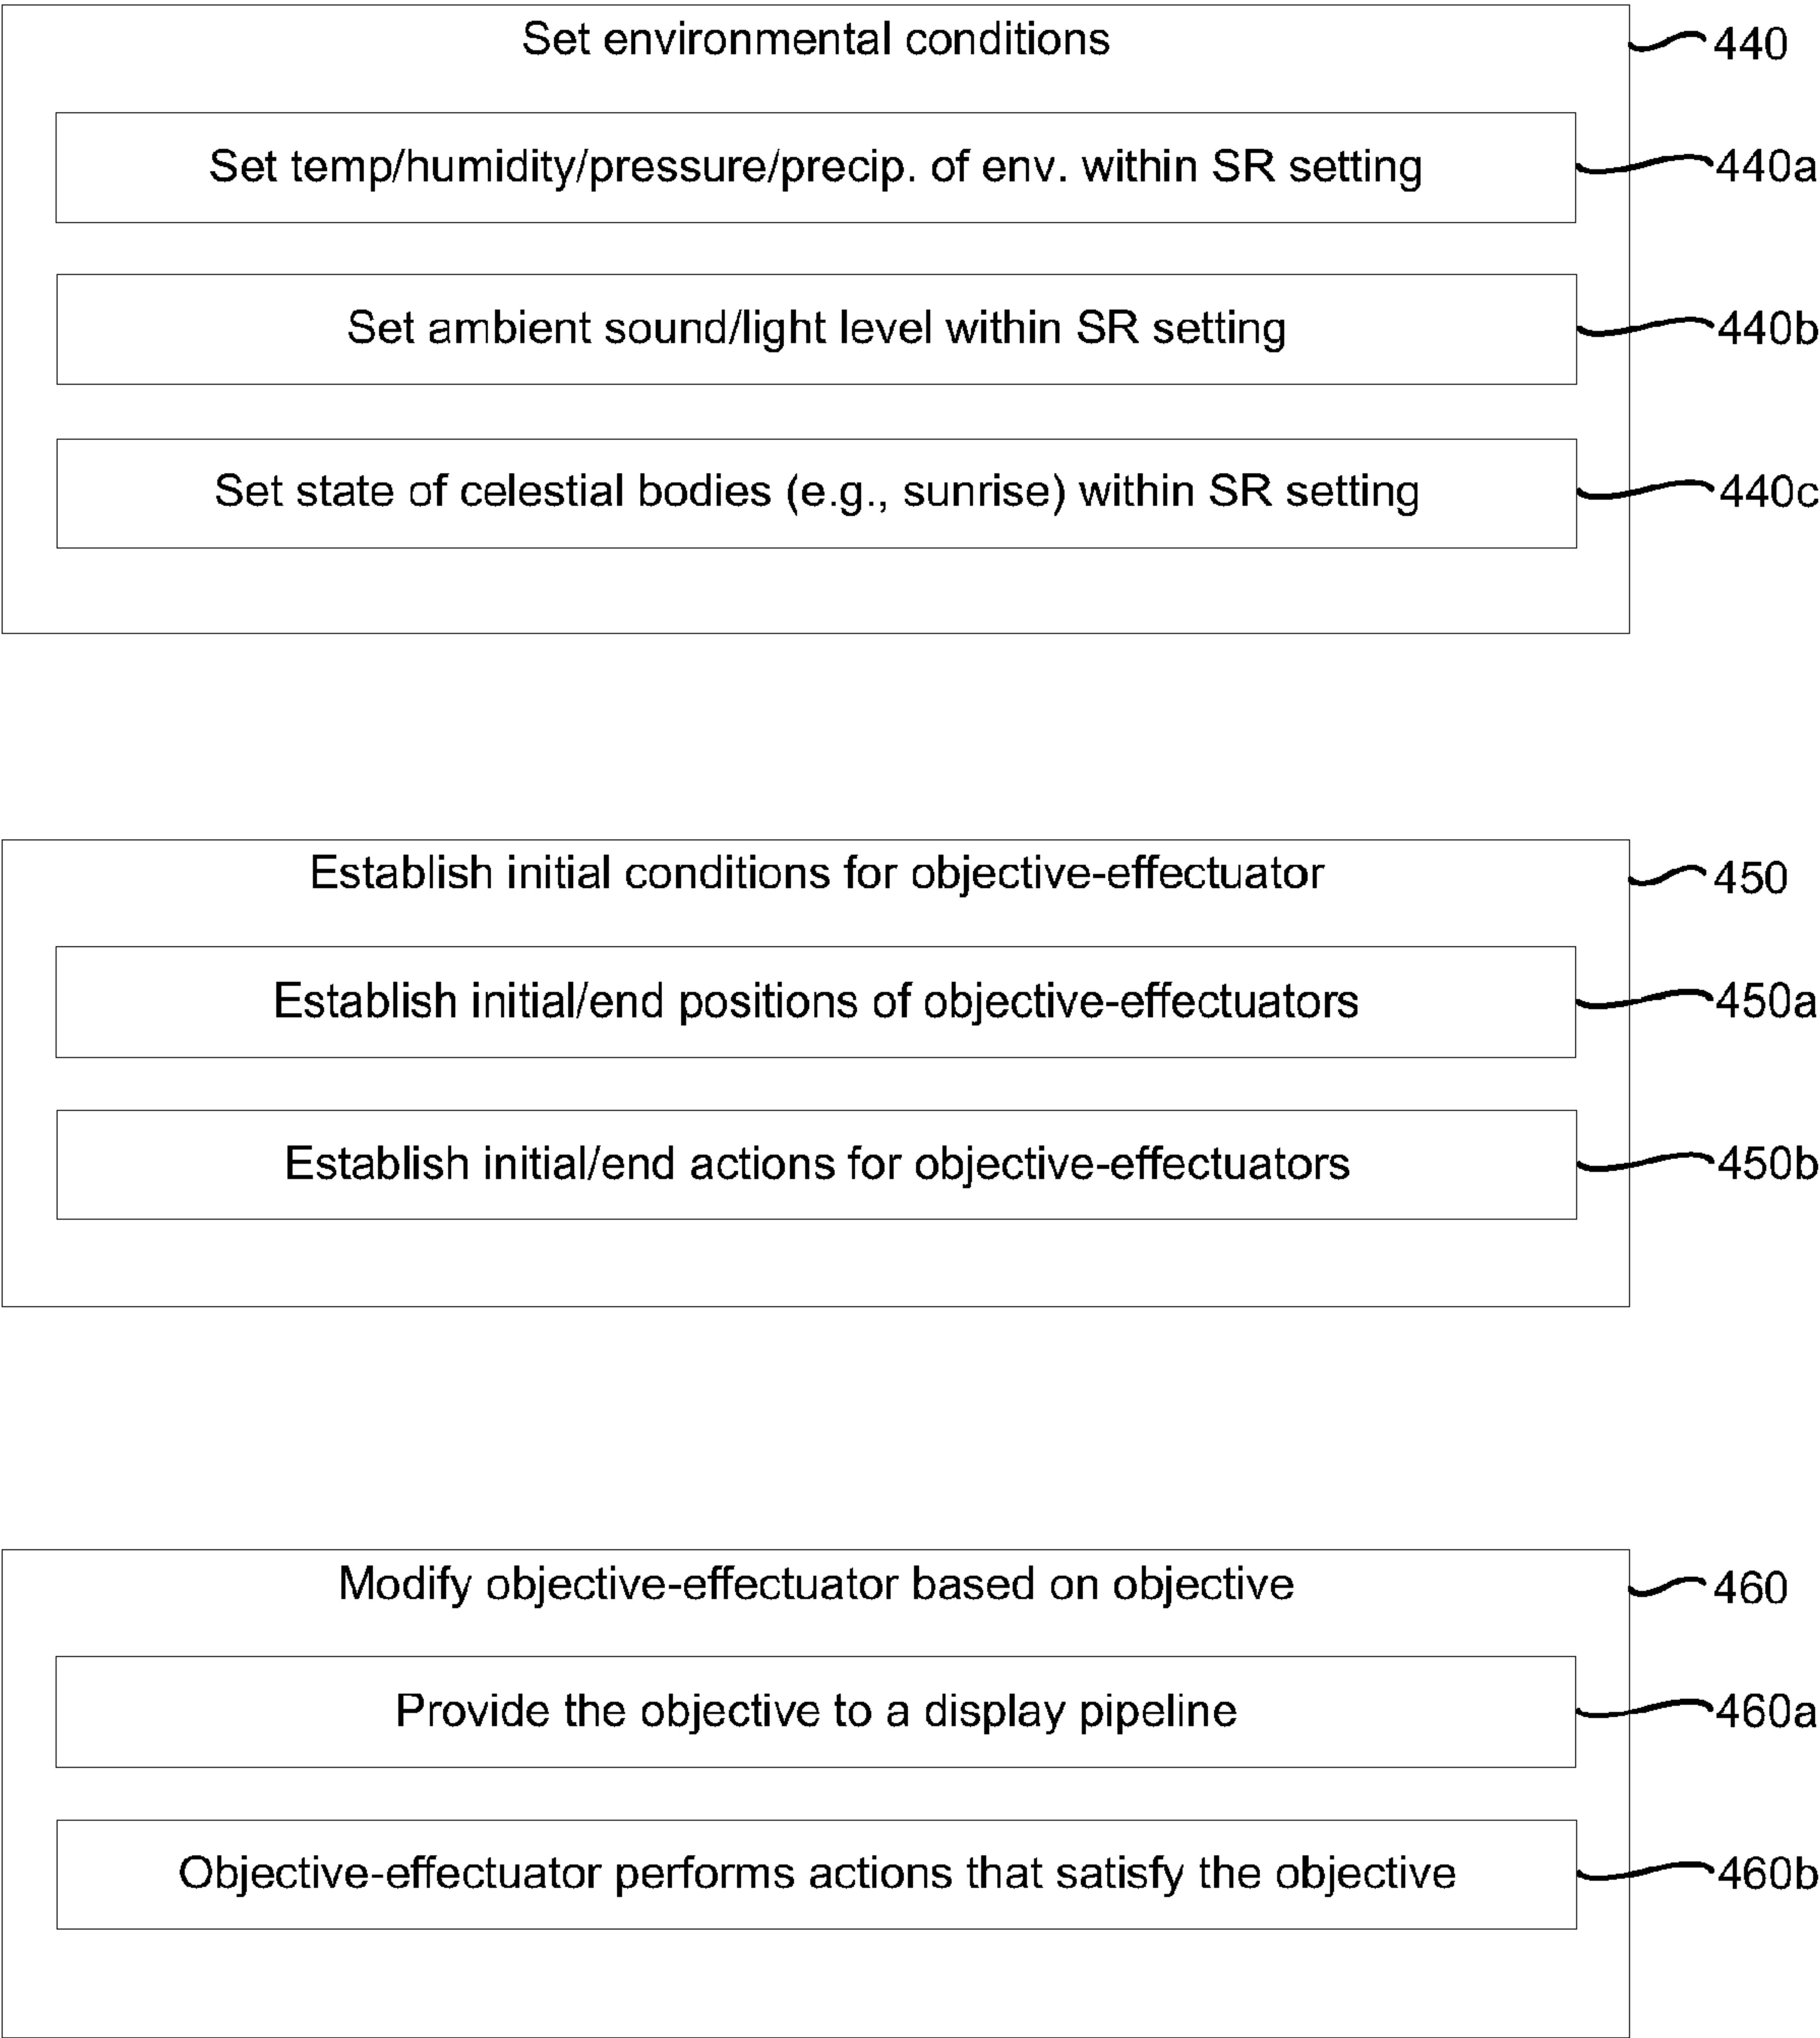 Set environmental conditions
440
Set temp/humidity/pressure/precip. of env. within SR setting
440a
Set ambient sound/light level within SR setting
440b
Set state of celestial bodies (e.g., sunrise) within SR setting
440c
Establish initial conditions for objective-effectuator
450
Establish initial/end positions of objective-effectuators
450a
Establish initial/end actions for objective-effectuators
450b
Modify objective-effectuator based on objective
460
Provide the objective to a display pipeline
460a
Objective-effectuator performs actions that satisfy the objective
460b